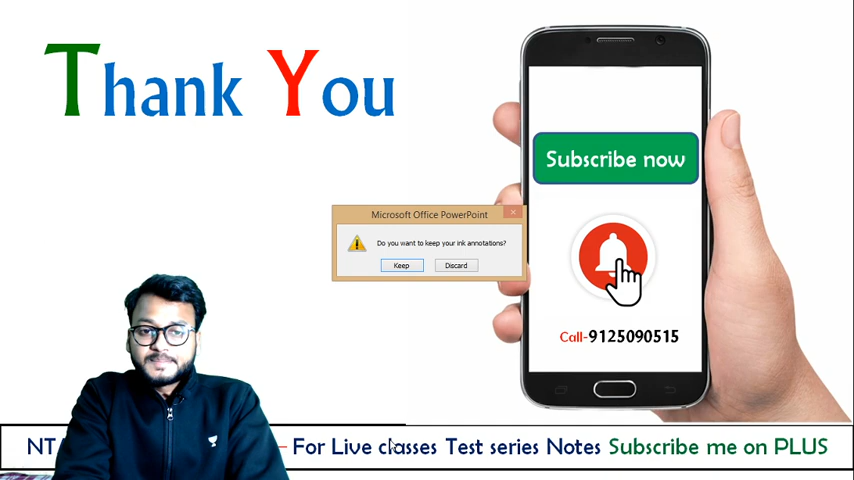 Thank You
Subscribe now
Microsoft Office PowerPoint
Do you want to keep your ink annotations?
Keep
Discard
Call-9125090515
NT
– For Live classes Test series Notes Subscribe me on PLUS